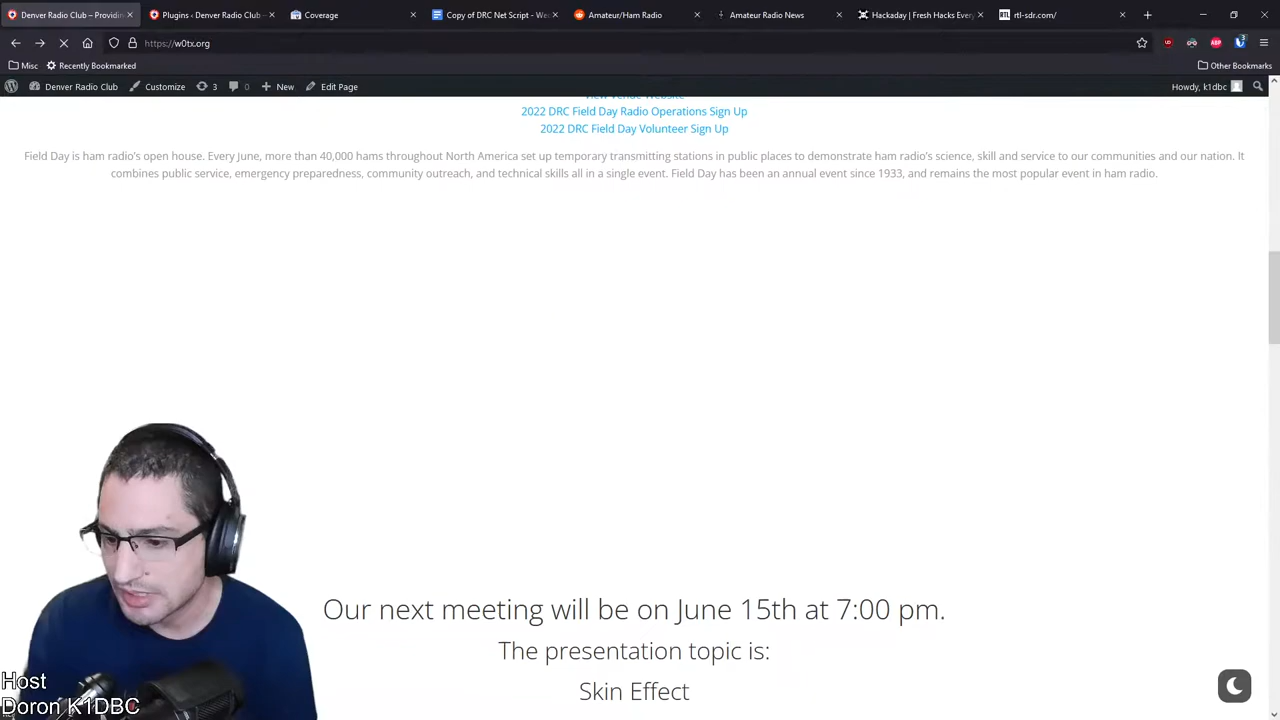 Denver Radio Club – Providin
Plugins ‹ Denver Radio Club
Coverage
Copy of DRC Net Script - Wed
Amateur/Ham Radio
Amateur Radio News
Hackaday | Fresh Hacks Every
rtl-sdr.com/
https://w0tx.org
Misc
Recently Bookmarked
Other Bookmarks
Denver Radio Club
Customize
3
0
New
Edit Page
Howdy, k1dbc
View Venue Website
2022 DRC Field Day Radio Operations Sign Up
2022 DRC Field Day Volunteer Sign Up
Field Day is ham radio’s open house. Every June, more than 40,000 hams throughout North America set up temporary transmitting stations in public places to demonstrate ham radio’s science, skill and service to our communities and our nation. It
combines public service, emergency preparedness, community outreach, and technical skills all in a single event. Field Day has been an annual event since 1933, and remains the most popular event in ham radio.
Our next meeting will be on June 15th at 7:00 pm.
The presentation topic is:
Skin Effect
Host
Doron K1DBC